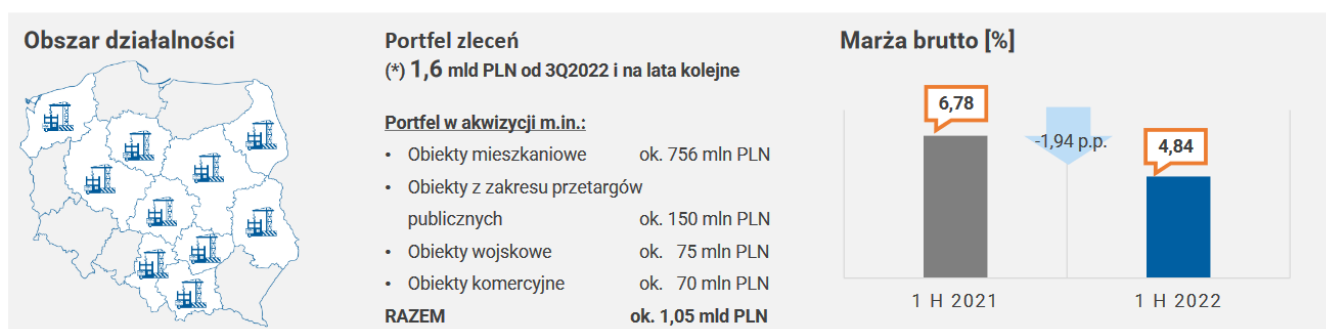 Obszar działalności
Portfel zleceń
(*) 1,6 mld PLN od 3Q2022 i na lata kolejne
Portfel w akwizycji m.in.:
• Obiekty mieszkaniowe ok. 756 mln PLN
• Obiekty z zakresu przetargów
publicznych ok. 150 mln PLN
• Obiekty wojskowe ok. 75 mln PLN
• Obiekty komercyjne ok. 70 mln PLN
RAZEM ok. 1,05 mld PLN
Marża brutto [%]
6,78
-1,94 p.p.
4,84
1 H 2021
1 H 2022